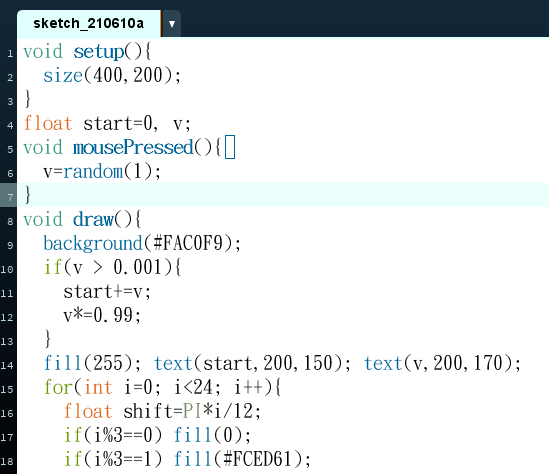 sketch_210610a ▼
1 void setup(){
2   size(400,200);
3 }
4 float start=0, v;
5 void mousePressed(){
6   v=random(1);
7 }
8 void draw(){
9   background(#FAC0F9);
10   if(v > 0.001){
11     start+=v;
12     v*=0.99;
13   }
14   fill(255); text(start,200,150); text(v,200,170);
15   for(int i=0; i<24; i++){
16     float shift=PI*i/12;
17     if(i%3==0) fill(0);
18     if(i%3==1) fill(#FCED61);